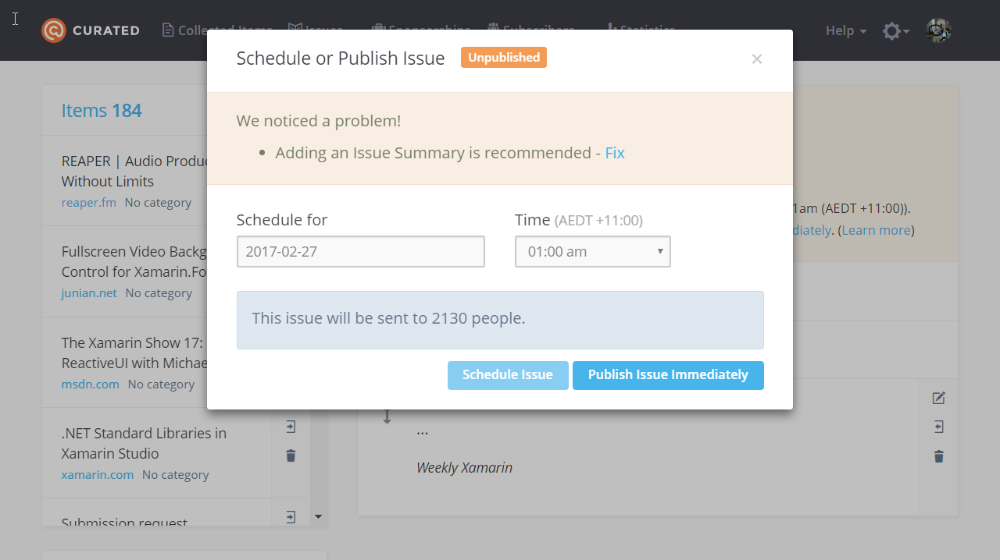 CURATED
Collected Items
Issues
Sponsorships
Subscribers
Statistics
Help
Schedule or Publish Issue
Unpublished
×
We noticed a problem!
• Adding an Issue Summary is recommended - Fix
Schedule for
Time (AEDT +11:00)
2017-02-27
01:00 am
This issue will be sent to 2130 people.
Schedule Issue
Publish Issue Immediately
Items 184
REAPER | Audio
Without Limits
reaper.fm No category
Fullscreen Video
Control for
junian.net No category
The Xamarin Show 17:
ReactiveUI with
msdn.com No category
.NET Standard Libraries in
Xamarin Studio
xamarin.com No category
Submission request
1am (AEDT +11:00)).
diately. (Learn more)
...
Weekly Xamarin